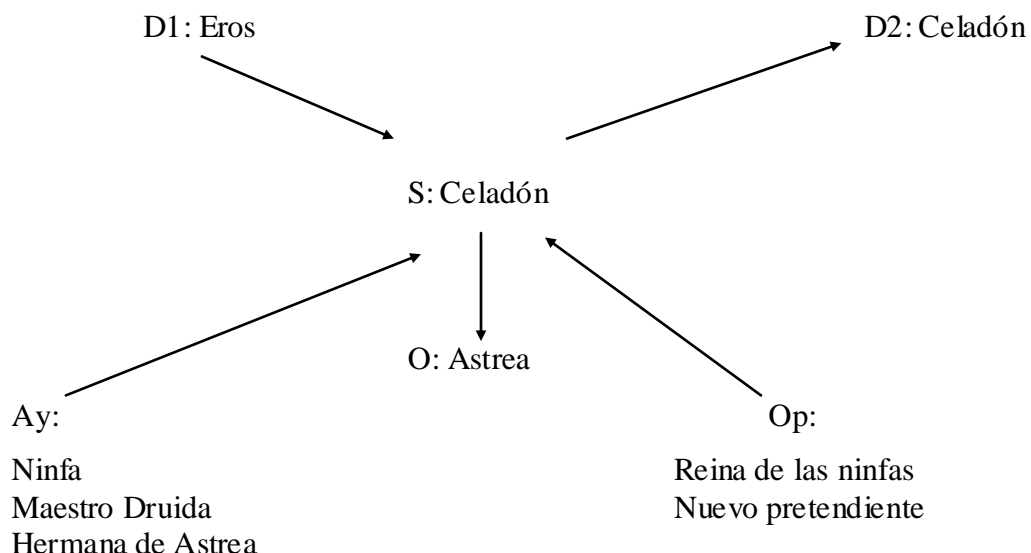 D1: Eros
D2: Celadón
S: Celadón
O: Astrea
Ay:
Op:
Ninfa
Reina de las ninfas
Maestro Druida
Nuevo pretendiente
Hermana de Astrea